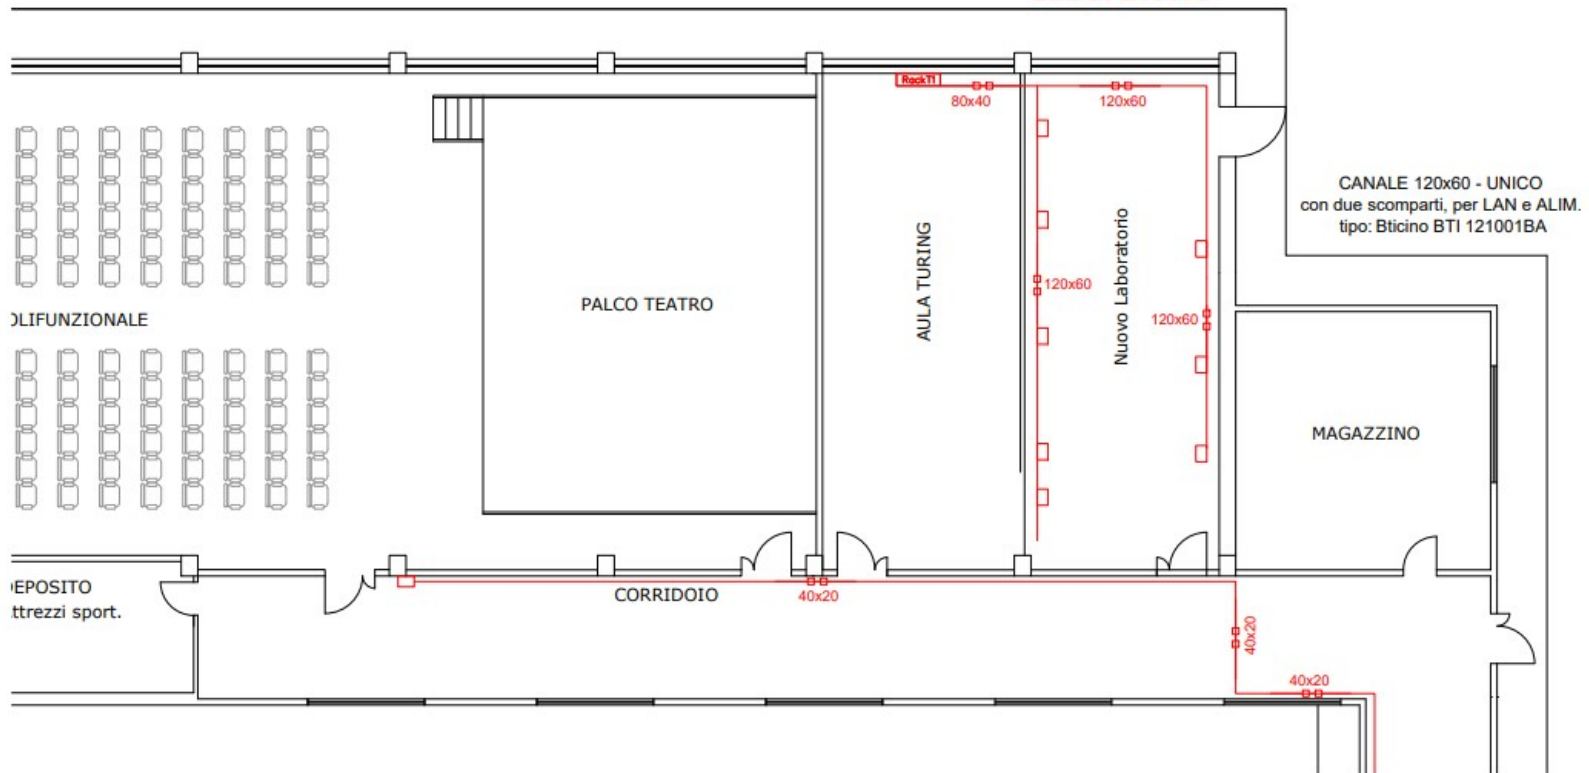 RackT1
80x40
120x60
CANALE 120x60 - UNICO
con due scomparti, per LAN e ALIM.
tipo: Bticino BTI 121001BA
AULA TURING
Nuovo Laboratorio
120x60
120x60
PALCO TEATRO
OLIFUNZIONALE
MAGAZZINO
DEPOSITO
ttrezzi sport.
CORRIDOIO
40x20
40x20
40x20